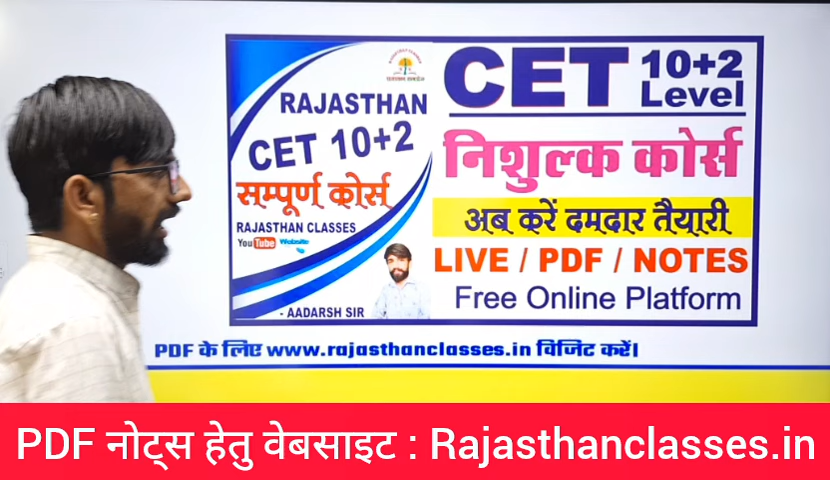 RAJASTHAN
CET 10+2
सम्पूर्ण कोर्स
RAJASTHAN CLASSES
YouTube Website
- AADARSH SIR
CET 10+2
Level
निशुल्क कोर्स
अब करें दमदार तैयारी
LIVE / PDF / NOTES
Free Online Platform
PDF के लिए www.rajasthanclasses.in विजिट करें।
PDF नोट्स हेतु वेबसाइट : Rajasthanclasses.in